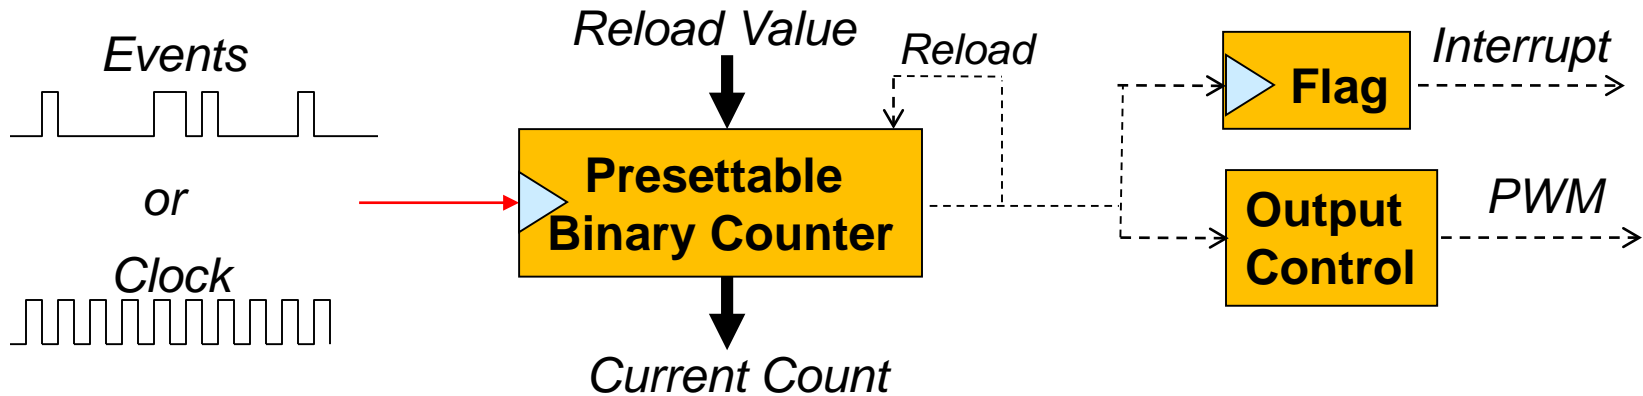 Events
or
Clock
Reload Value
Presettable
Binary Counter
Current Count
Reload
Flag
Interrupt
Output
Control
PWM